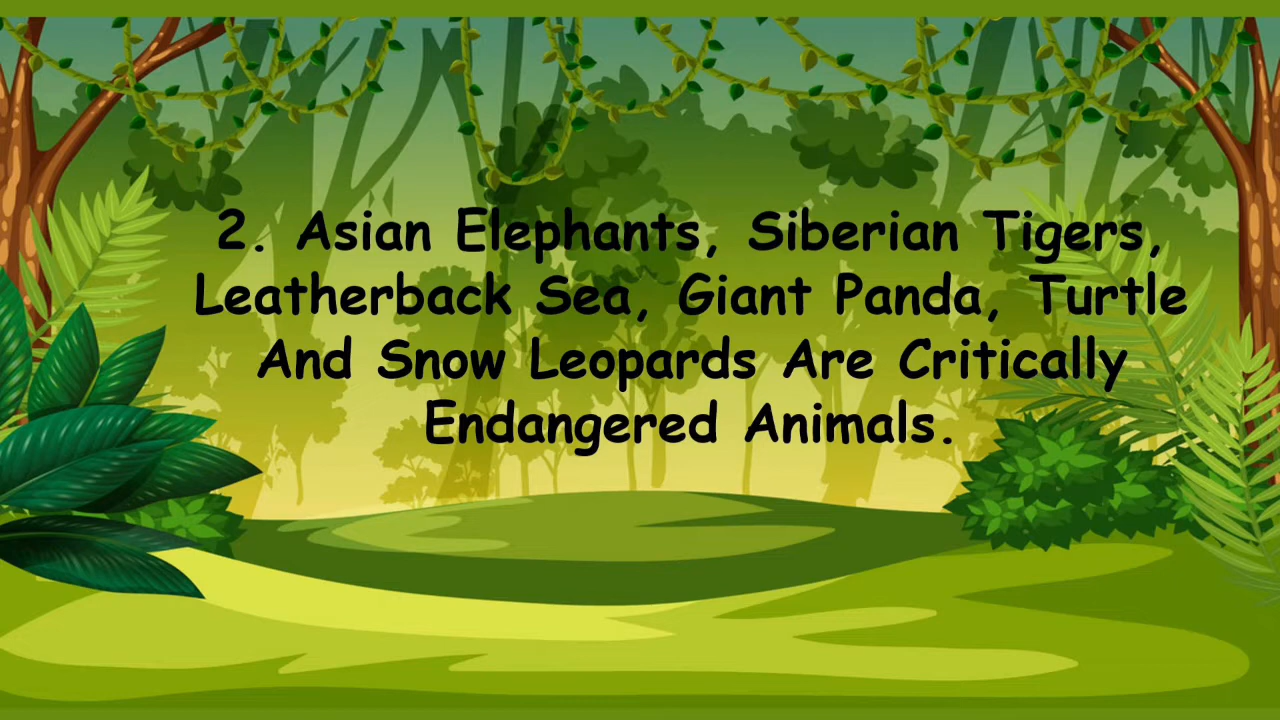 2. Asian Elephants, Siberian Tigers,
Leatherback Sea, Giant Panda, Turtle
And Snow Leopards Are Critically
Endangered Animals.